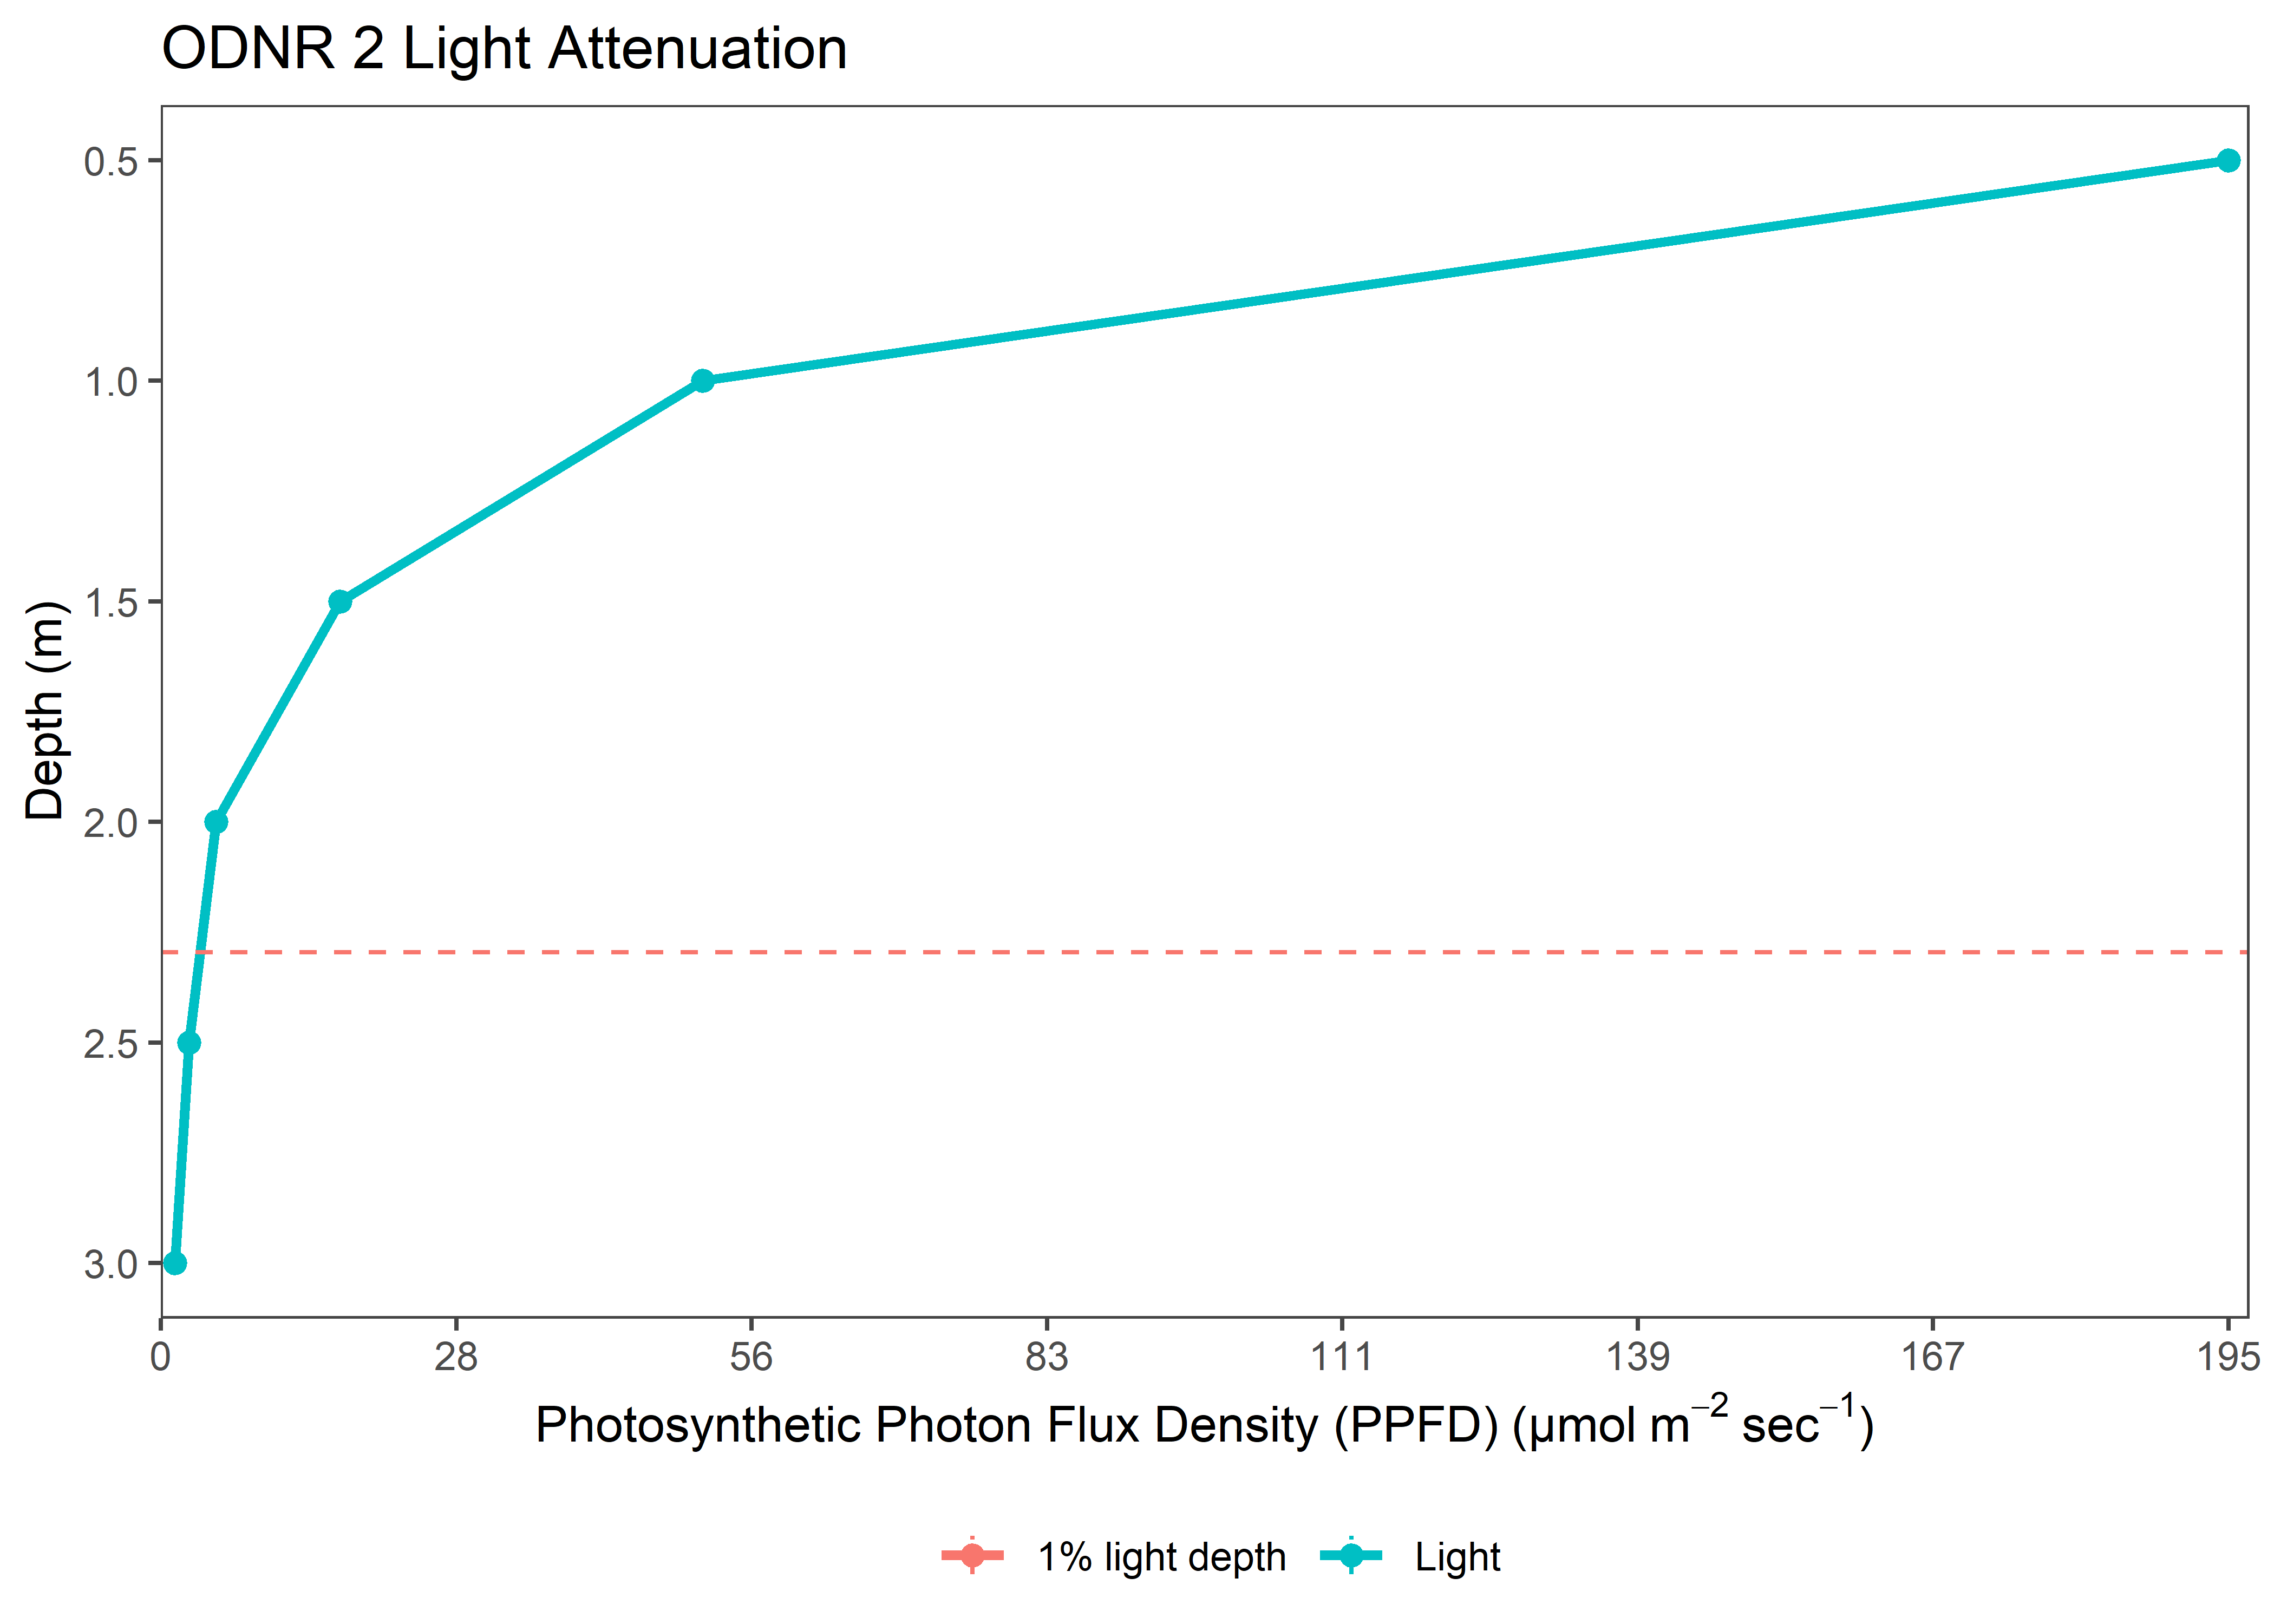 ODNR 2 Light Attenuation
Depth (m)
0.5
1.0
1.5
2.0
2.5
3.0
0 28 56 83 111 139 167 195
Photosynthetic Photon Flux Density (PPFD) (µmol m⁻² sec⁻¹)
1% light depth Light